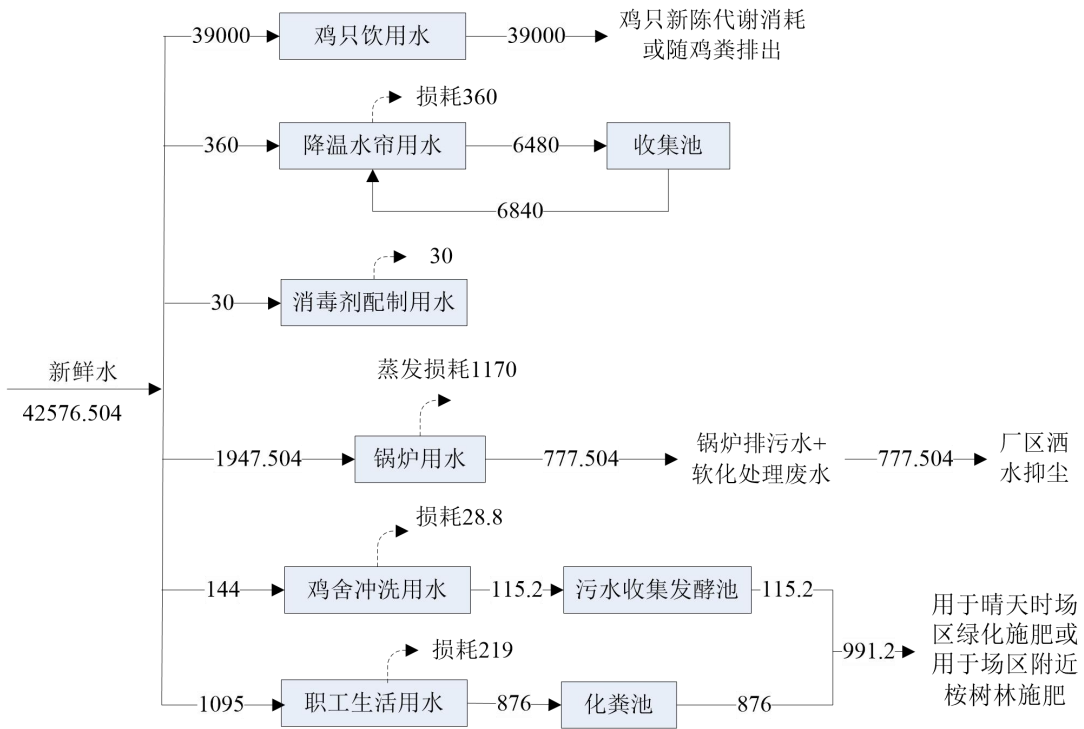 39000
鸡只饮用水
39000
鸡只新陈代谢消耗
或随鸡粪排出
损耗360
360
降温水帘用水
6480
收集池
6840
30
30
消毒剂配制用水
新鲜水
42576.504
蒸发损耗1170
1947.504
锅炉用水
777.504
锅炉排污水+
软化处理废水
777.504
厂区洒
水抑尘
损耗28.8
144
鸡舍冲洗用水
115.2
污水收集发酵池
115.2
损耗219
1095
职工生活用水
876
化粪池
876
991.2
用于晴天时场
区绿化施肥或
用于场区附近
桉树林施肥